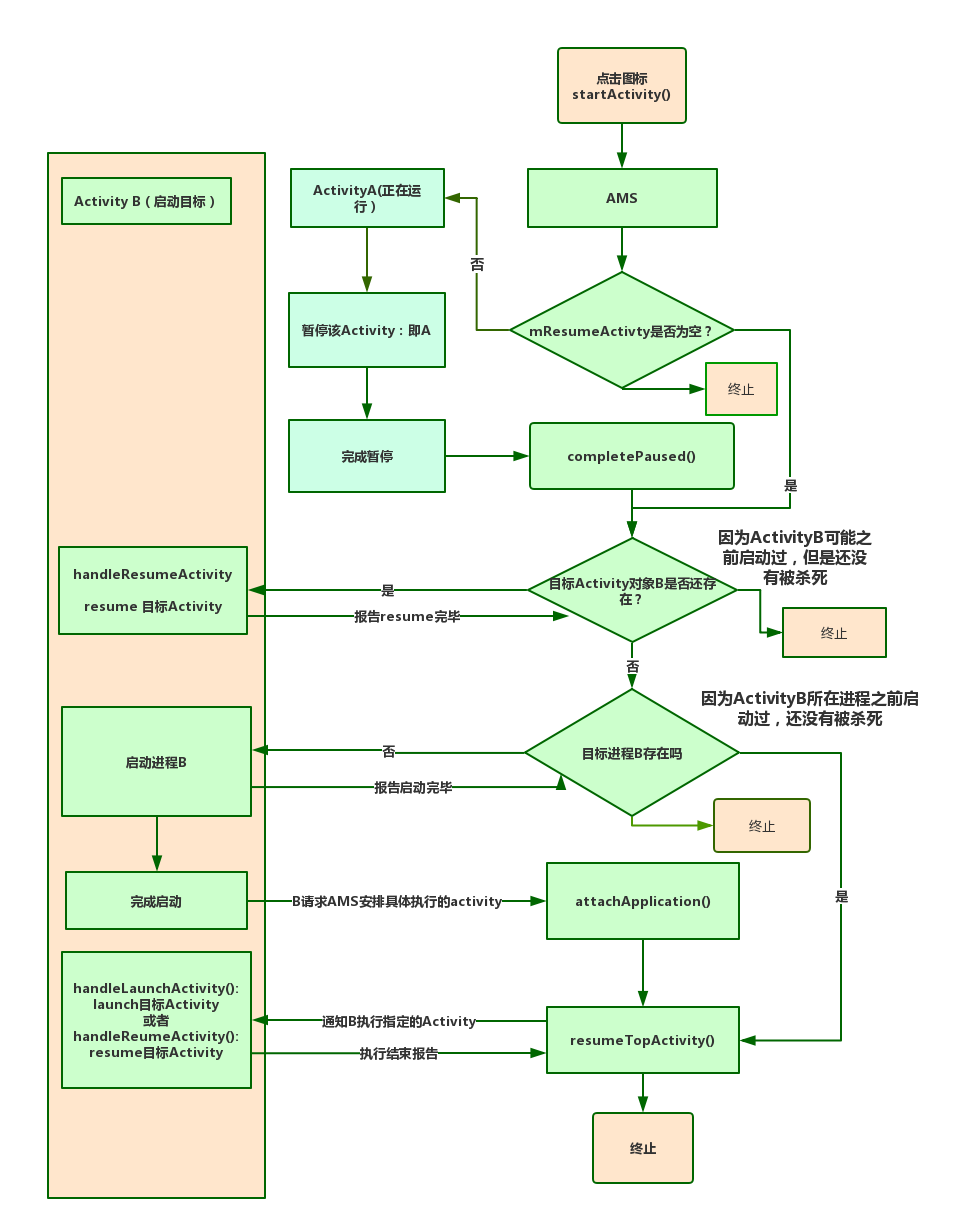 点击图标
startActivity()
Activity B（启动目标）
ActivityA(正在运
行）
AMS
否
暂停该Activity：即A
mResumeActivty是否为空？
终止
完成暂停
completePaused()
是
因为ActivityB可能之
前启动过，但是还没
有被杀死
handleResumeActivity
resume 目标Activity
是
报告resume完毕
目标Activity对象B是否还存
在？
终止
否
因为ActivityB所在进程之前启
动过，还没有被杀死
启动进程B
否
报告启动完毕
目标进程B存在吗
终止
是
完成启动
B请求AMS安排具体执行的activity
attachApplication()
handleLaunchActivity():
launch目标Activity
或者
handleReumeActivity():
resume目标Activity
通知B执行指定的Activity
执行结束报告
resumeTopActivity()
终止